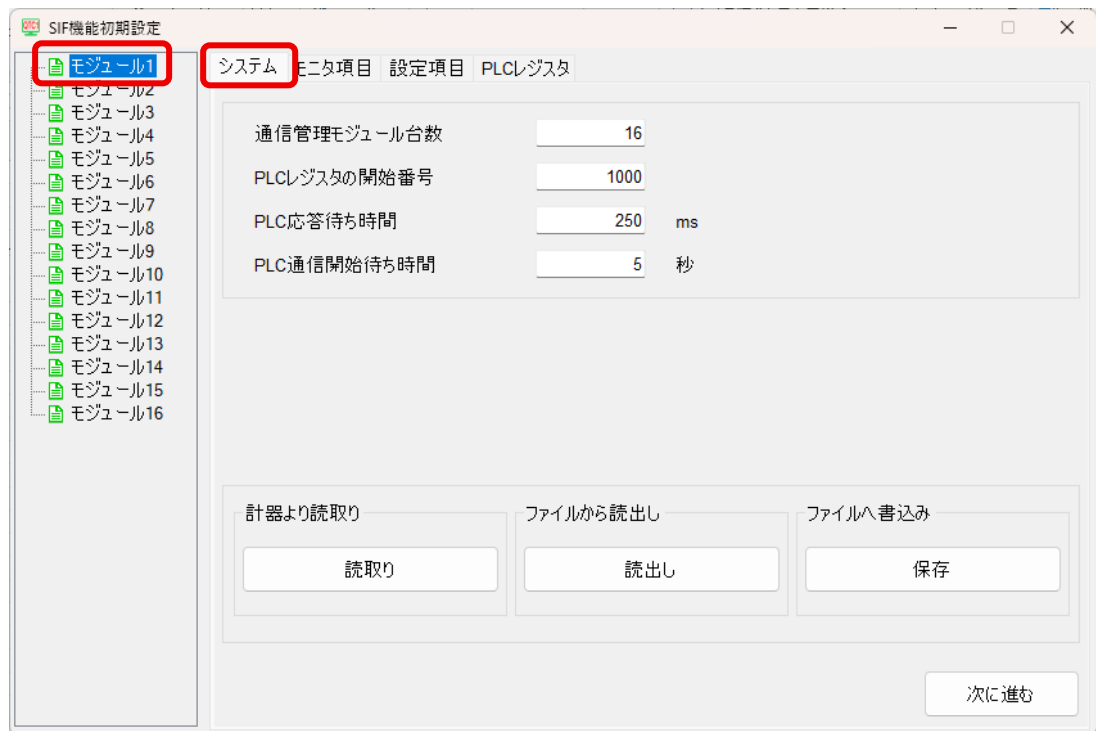 SIF機能初期設定
モジュール1
モジュール2
モジュール3
モジュール4
モジュール5
モジュール6
モジュール7
モジュール8
モジュール9
モジュール10
モジュール11
モジュール12
モジュール13
モジュール14
モジュール15
モジュール16
システム モニタ項目 設定項目 PLCレジスタ
通信管理モジュール台数 16
PLCレジスタの開始番号 1000
PLC応答待ち時間 250 ms
PLC通信開始待ち時間 5 秒
計器より読取り ファイルから読出し ファイルへ書込み
読取り 読出し 保存
次に進む